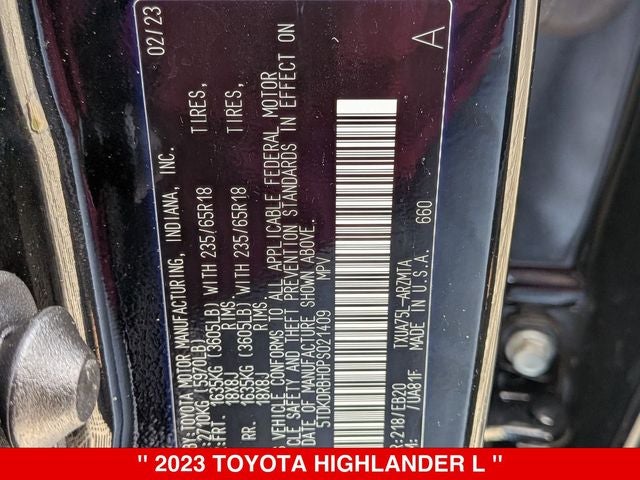 BY: TOYOTA MOTOR MANUFACTURING, INDIANA, INC. 02/23
2710KG (5970LB)
FRT. 1635KG (3605LB) WITH 235/65R18 TIRES,
18X8J RIMS,
RR. 1635KG (3605LB) WITH 235/65R18 TIRES,
18X8J RIMS,
VEHICLE CONFORMS TO ALL APPLICABLE FEDERAL MOTOR
VEHICLE SAFETY AND THEFT PREVENTION STANDARDS IN EFFECT ON
DATE OF MANUFACTURE SHOWN ABOVE.
5TDKDRBH0PS021409 MPV A
R:218/EB20 TXUA75L-ARZMTA 660
M: /UA81F MADE IN U.S.A.
" 2023 TOYOTA HIGHLANDER L "